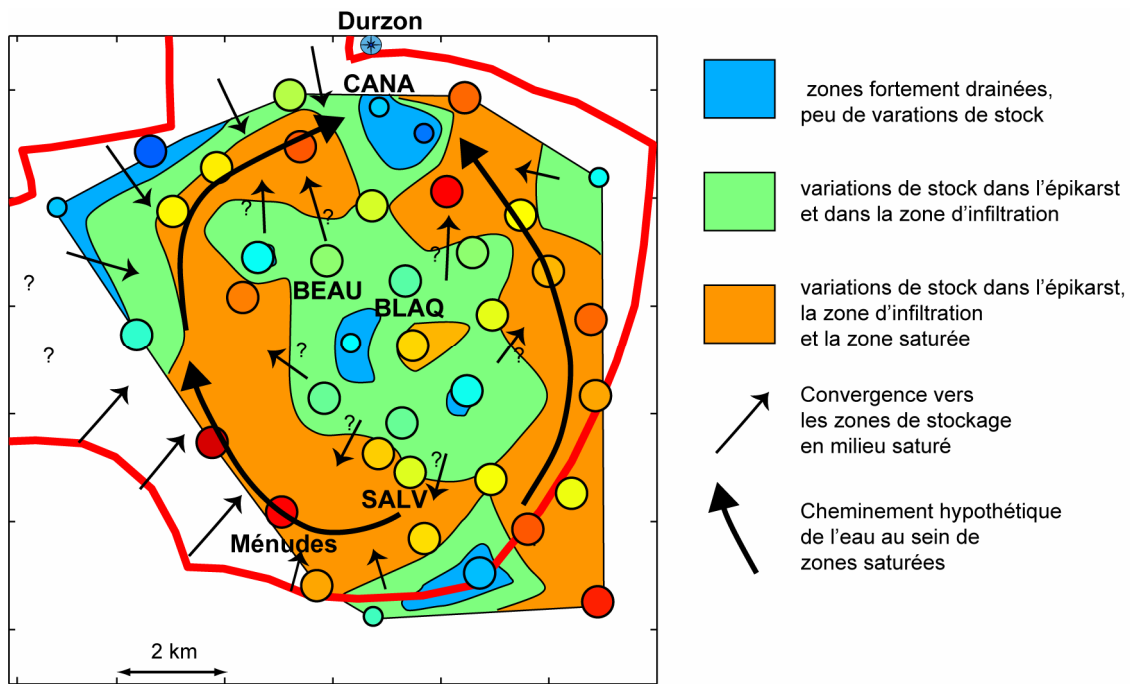 Durzon
CANA
?
?
?
?
BEAU
BLAQ
?
?
?
?
?
SALV
Ménudes
2 km
zones fortement drainées,
peu de varations de stock
variations de stock dans l'épikarst
et dans la zone d'infiltration
variations de stock dans l'épikarst,
la zone d'infiltration
et la zone saturée
Convergence vers
les zones de stockage
en milieu saturé
Cheminement hypothétique
de l'eau au sein de
zones saturées